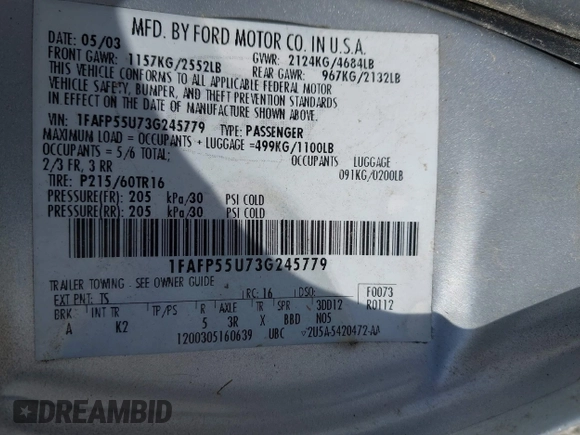 MFD. BY FORD MOTOR CO. IN U.S.A.
DATE: 05/03 GVWR: 2124KG/4684LB
FRONT GAWR: 1157KG/2552LB REAR GAWR: 967KG/2132LB
THIS VEHICLE CONFORMS TO ALL APPLICABLE FEDERAL MOTOR
VEHICLE SAFETY, BUMPER, AND THEFT PREVENTION STANDARDS
IN EFFECT ON THE DATE OF MANUFACTURE SHOWN ABOVE.
VIN: 1FAFP55U73G245779 TYPE: PASSENGER
MAXIMUM LOAD = OCCUPANTS + LUGGAGE =499KG/1100LB
OCCUPANTS = 5/6 TOTAL; OCCUPANTS LUGGAGE
2/3 FR, 3 RR 091KG/0200LB
TIRE: P215/60TR16
PRESSURE(FR): 205 kPa/30 PSI COLD
PRESSURE(RR): 205 kPa/30 PSI COLD
1FAFP55U73G245779
TRAILER TOWING - SEE OWNER GUIDE
EXT PNT: TS RC: 16 DSO: F0073
BRK INT TR TP/PS R AXLE TR SPR 3DD12 R0112
A K2 5 3R X BBD N05
1200305160639 UBC 2U5A-5420472-AA
DREAMBID